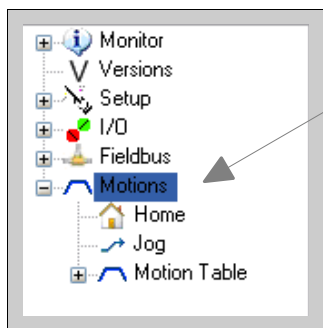 Monitor
Versions
Setup
I/O
Fieldbus
Motions
Home
Jog
Motion Table